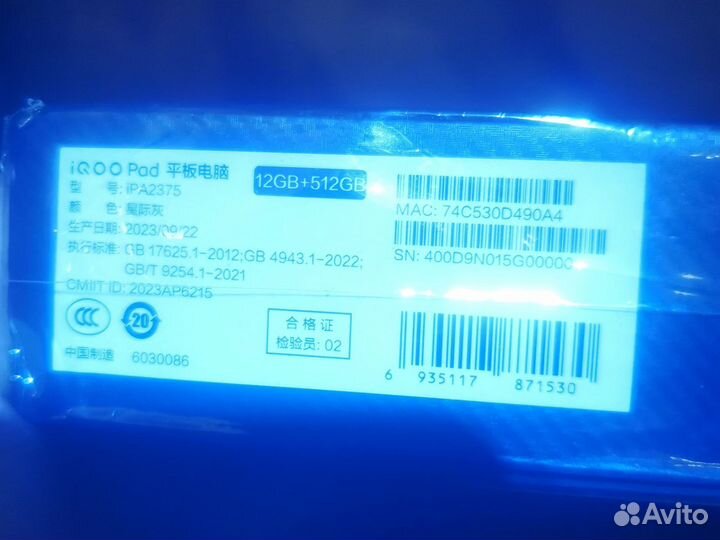 iQOO Pad 平板电脑
12GB+512GB
型 号: iPA2375
颜 色: 星际灰
生产日期: 2023/09/22
执行标准: GB 17625.1-2012;GB 4943.1-2022;
GB/T 9254.1-2021
CMIIT ID: 2023AP6215
CCC
20
中国制造 6030086
合格证
检验员: 02
MAC: 74C530D490A4
SN: 400D9N015G0000
6 935117 871530
Avito